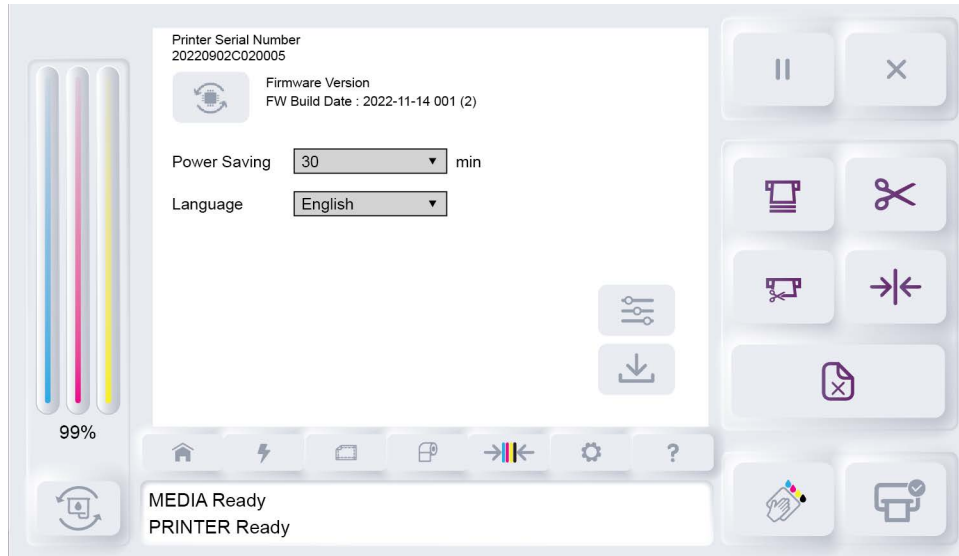 Printer Serial Number
20220902C020005
Firmware Version
FW Build Date : 2022-11-14 001 (2)
Power Saving 30 min
Language English
99%
?
MEDIA Ready
PRINTER Ready